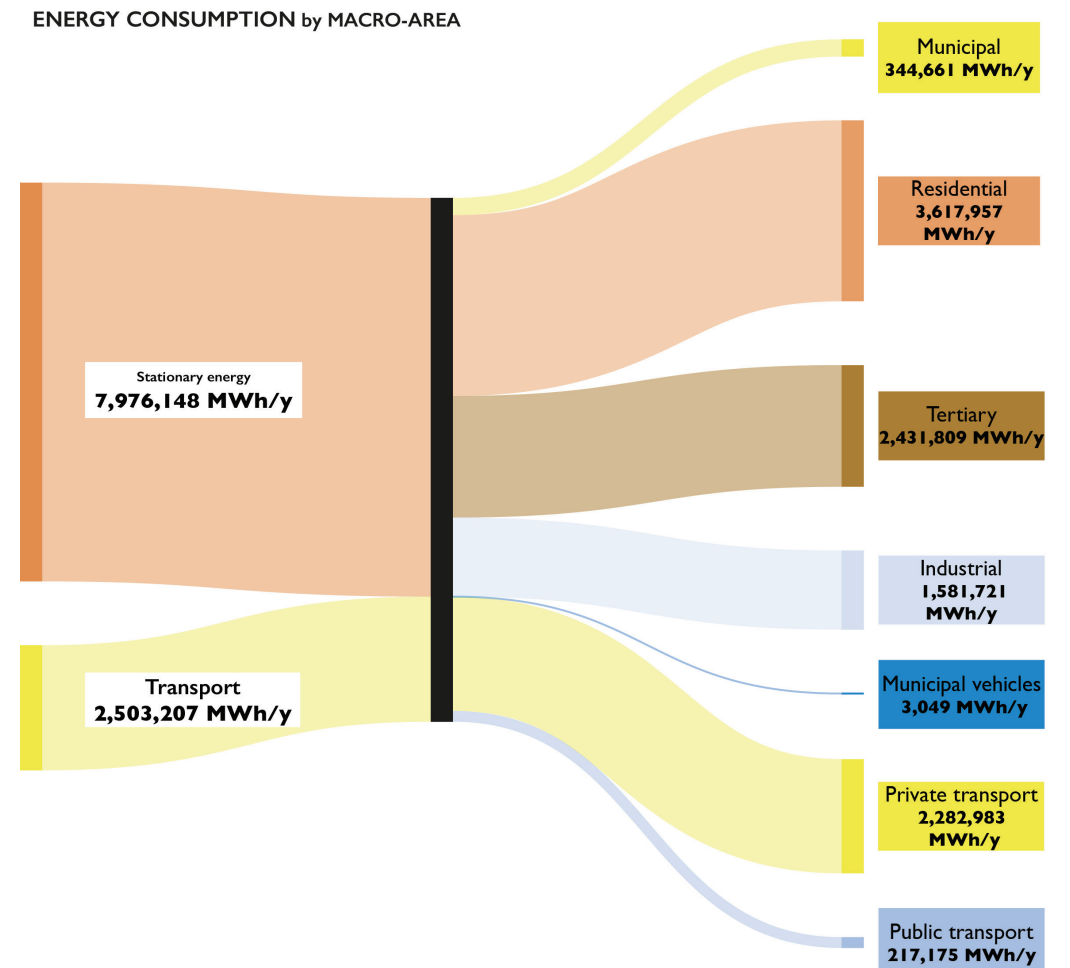 ENERGY CONSUMPTION by MACRO-AREA
Municipal
344,661 MWh/y
Residential
3,617,957
MWh/y
Stationary energy
7,976,148 MWh/y
Tertiary
2,431,809 MWh/y
Industrial
1,581,721
MWh/y
Transport
2,503,207 MWh/y
Municipal vehicles
3,049 MWh/y
Private transport
2,282,983
MWh/y
Public transport
217,175 MWh/y